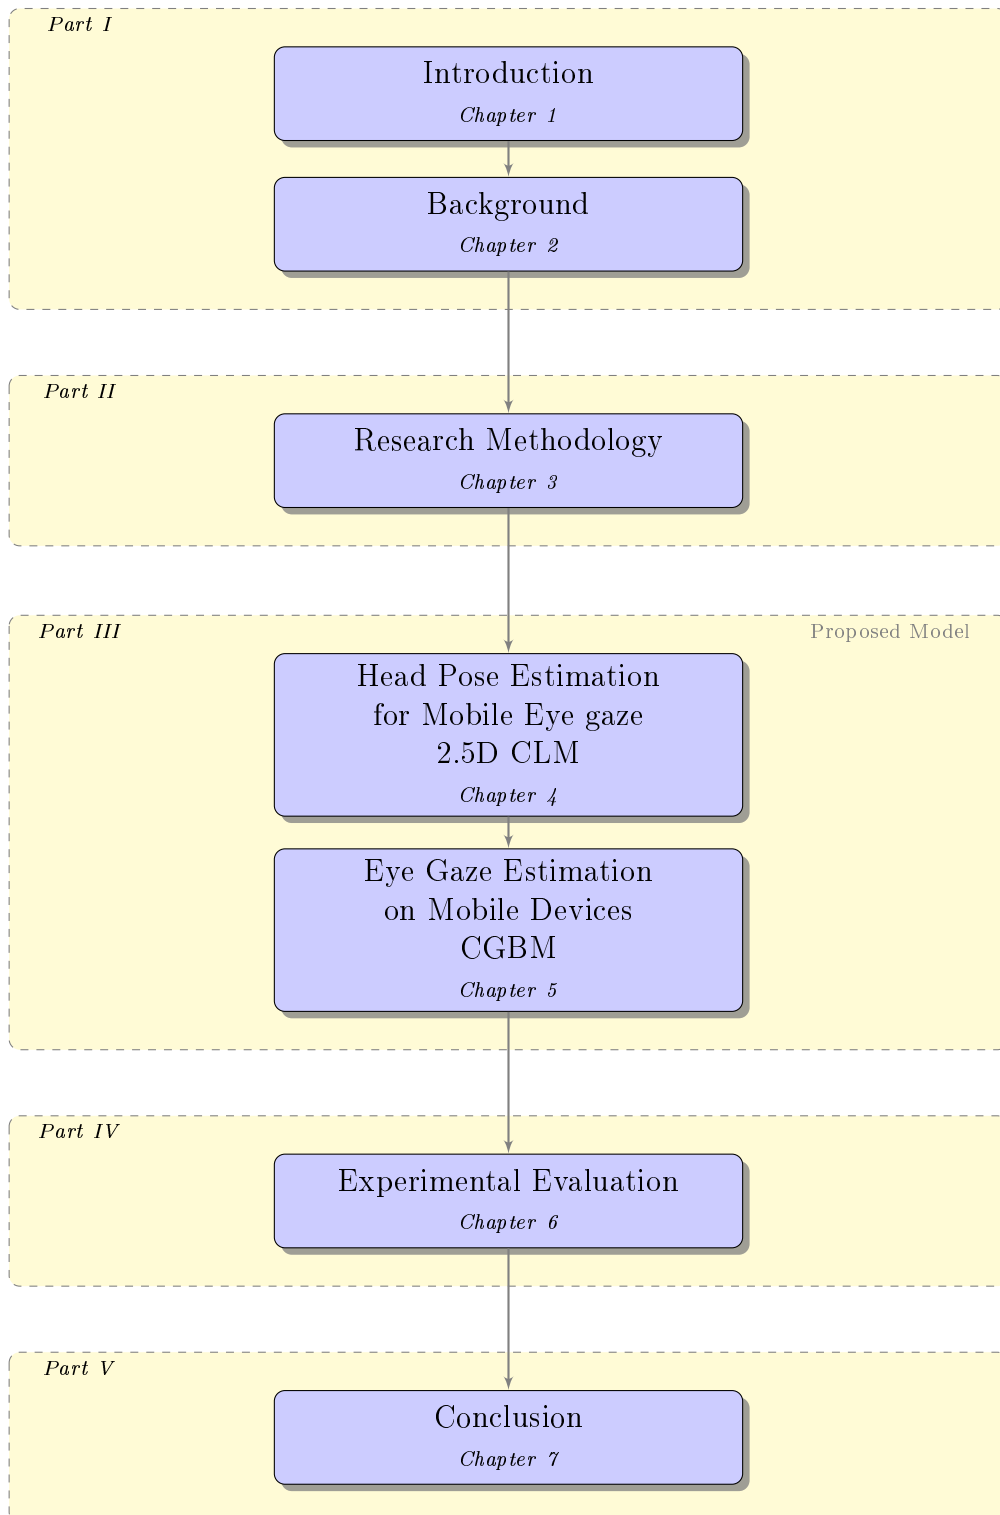 Part I
Introduction
Chapter 1
Background
Chapter 2
Part II
Research Methodology
Chapter 3
Part III
Proposed Model
Head Pose Estimation
for Mobile Eye gaze
2.5D CLM
Chapter 4
Eye Gaze Estimation
on Mobile Devices
CGBM
Chapter 5
Part IV
Experimental Evaluation
Chapter 6
Part V
Conclusion
Chapter 7